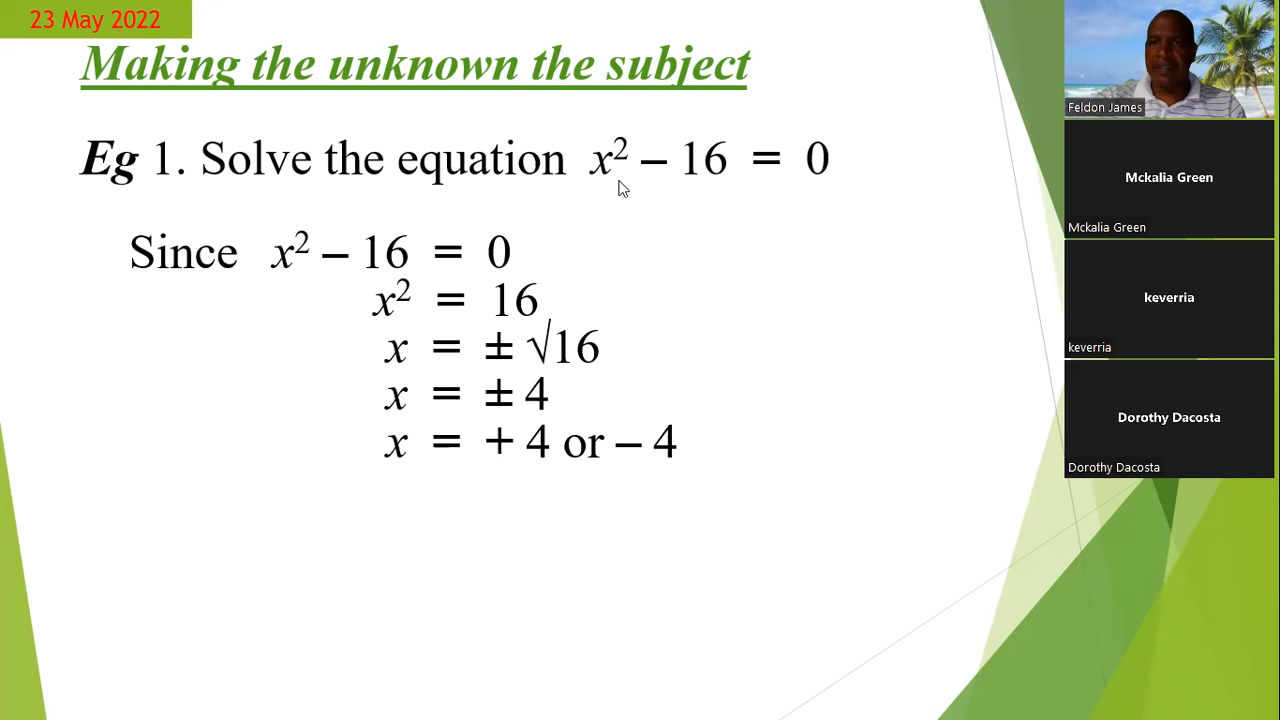 23 May 2022
Making the unknown the subject
Eg 1. Solve the equation x² – 16 = 0
Since x² – 16 = 0
x² = 16
x = ± √16
x = ± 4
x = + 4 or – 4
Feldon James
Mckalia Green
Mckalia Green
keverria
keverria
Dorothy Dacosta
Dorothy Dacosta